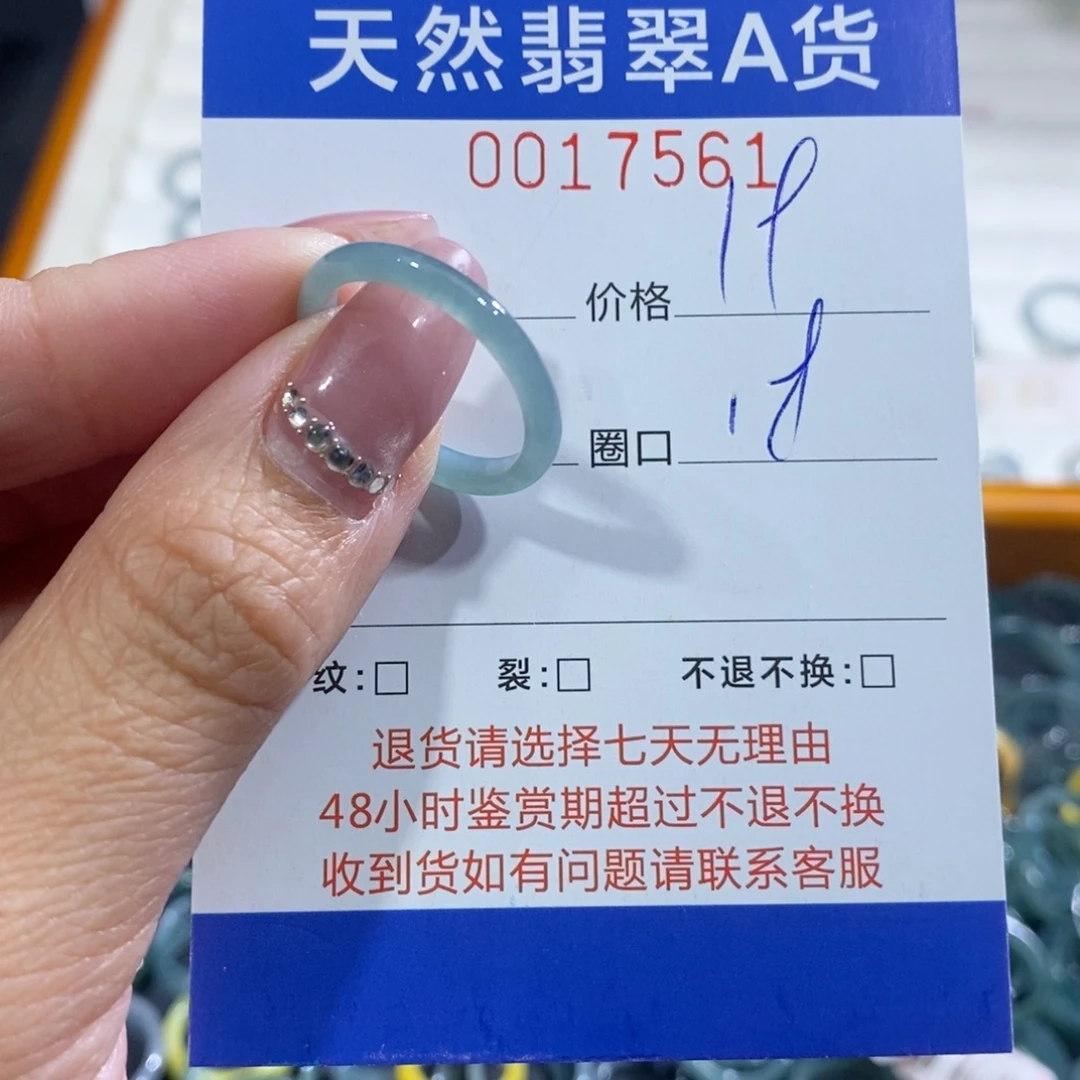 天然翡翠A货
0017561
价格
圈口
纹:□ 裂:□ 不退不换:□
退货请选择七天无理由
48小时鉴赏期超过不退不换
收到货如有问题请联系客服